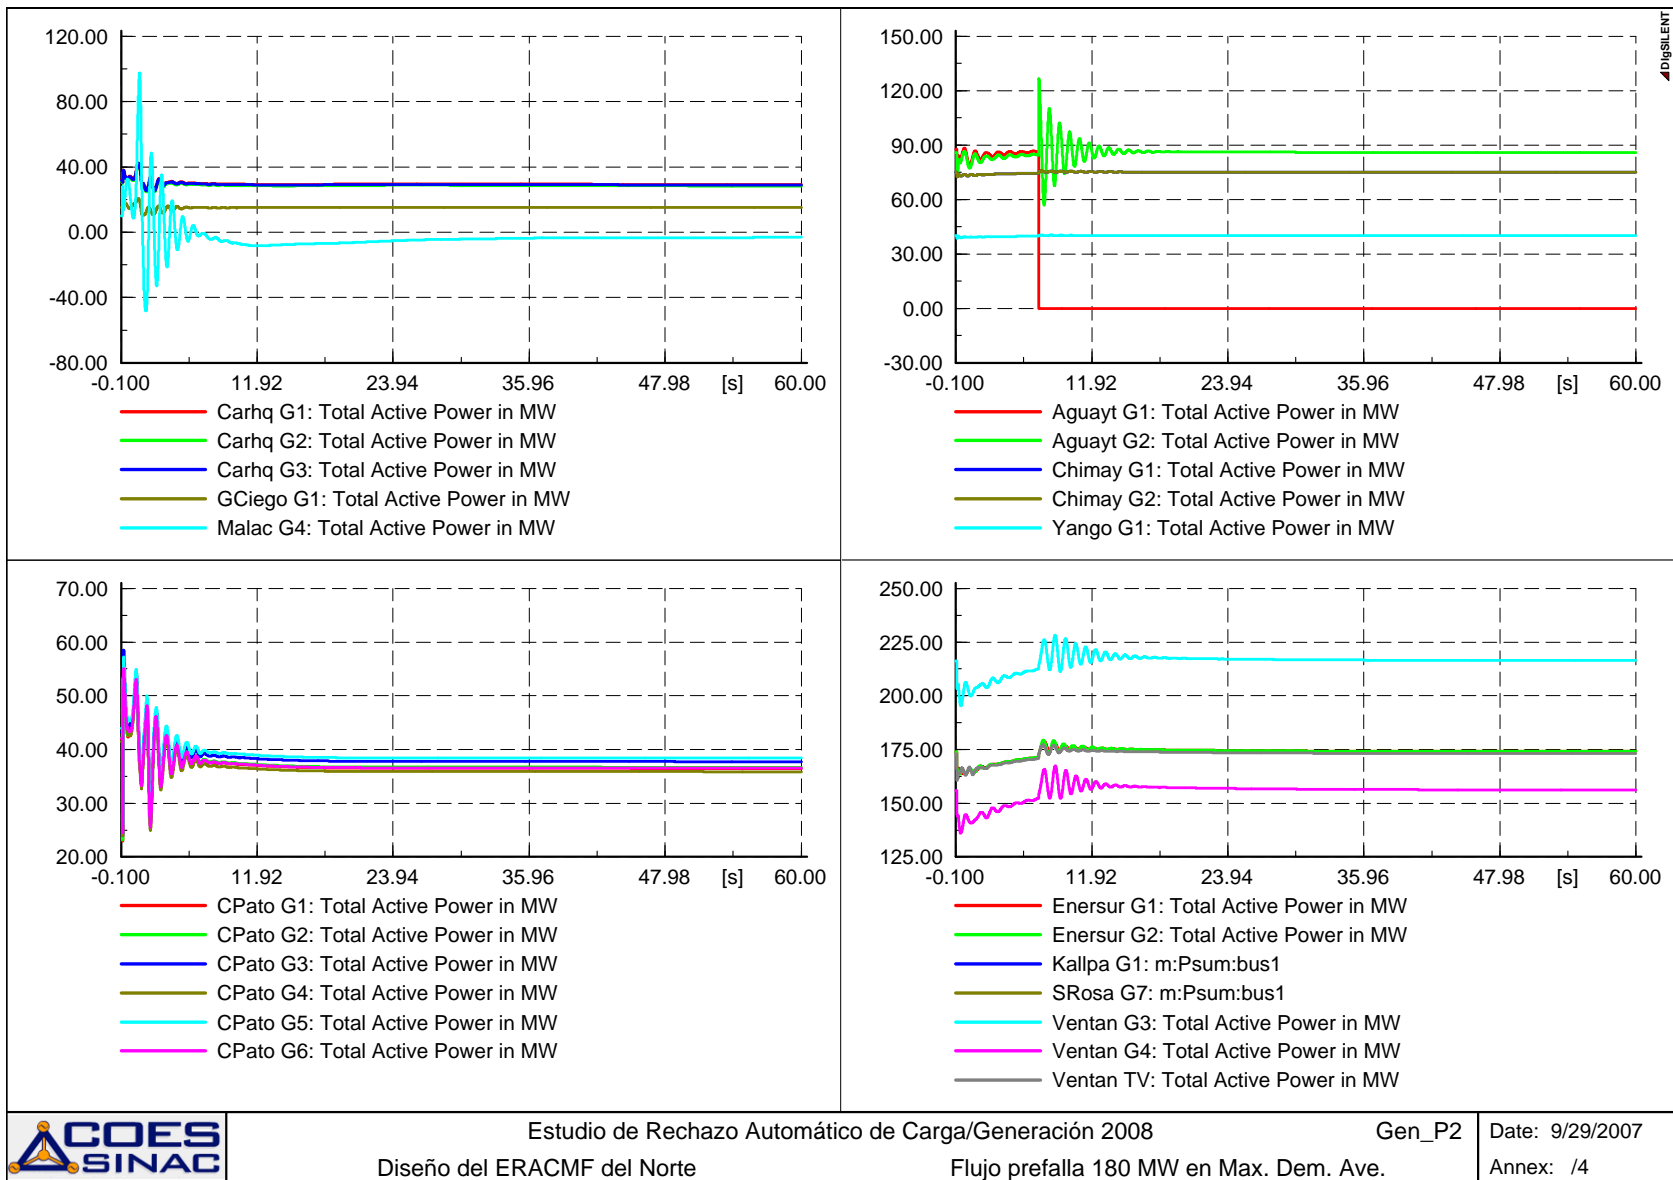 DIgSILENT
120.00
80.00
40.00
0.00
-40.00
-80.00
-0.100 11.92 23.94 35.96 47.98 [s] 60.00
Carhq G1: Total Active Power in MW
Carhq G2: Total Active Power in MW
Carhq G3: Total Active Power in MW
GCiego G1: Total Active Power in MW
Malac G4: Total Active Power in MW
150.00
120.00
90.00
60.00
30.00
0.00
-30.00
-0.100 11.92 23.94 35.96 47.98 [s] 60.00
Aguayt G1: Total Active Power in MW
Aguayt G2: Total Active Power in MW
Chimay G1: Total Active Power in MW
Chimay G2: Total Active Power in MW
Yango G1: Total Active Power in MW
70.00
60.00
50.00
40.00
30.00
20.00
-0.100 11.92 23.94 35.96 47.98 [s] 60.00
CPato G1: Total Active Power in MW
CPato G2: Total Active Power in MW
CPato G3: Total Active Power in MW
CPato G4: Total Active Power in MW
CPato G5: Total Active Power in MW
CPato G6: Total Active Power in MW
250.00
225.00
200.00
175.00
150.00
125.00
-0.100 11.92 23.94 35.96 47.98 [s] 60.00
Enersur G1: Total Active Power in MW
Enersur G2: Total Active Power in MW
Kallpa G1: m:Psum:bus1
SRosa G7: m:Psum:bus1
Ventan G3: Total Active Power in MW
Ventan G4: Total Active Power in MW
Ventan TV: Total Active Power in MW
COES
SINAC
Estudio de Rechazo Automático de Carga/Generación 2008 Gen_P2
Diseño del ERACMF del Norte Flujo prefalla 180 MW en Max. Dem. Ave.
Date: 9/29/2007
Annex: /4